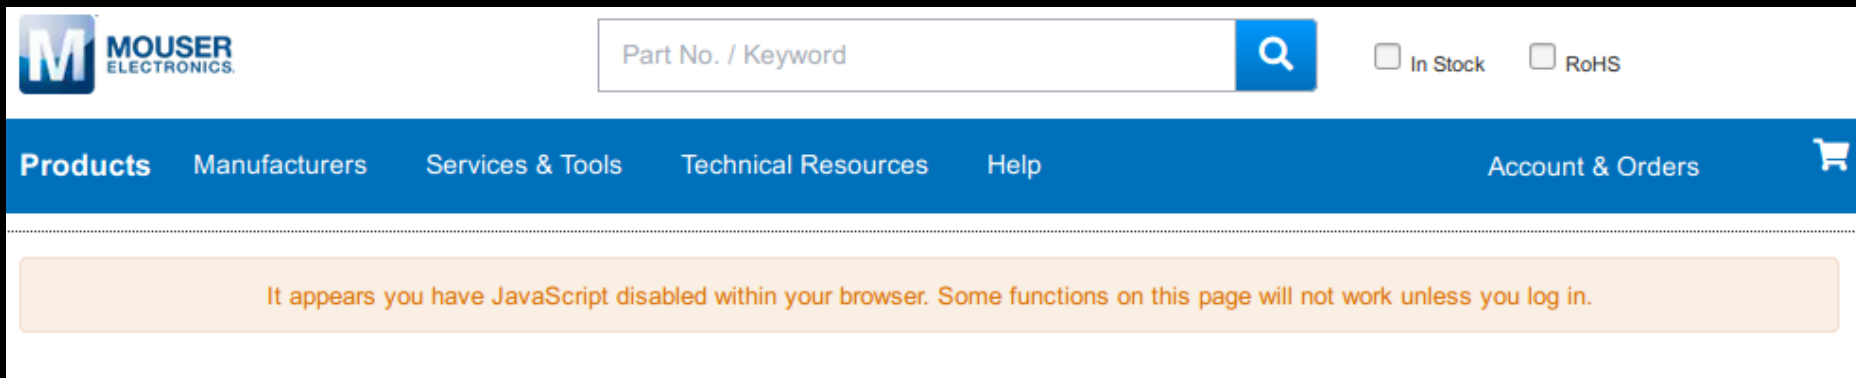 M MOUSER
ELECTRONICS.
Part No. / Keyword
In Stock
RoHS
Products Manufacturers Services & Tools Technical Resources Help Account & Orders
It appears you have JavaScript disabled within your browser. Some functions on this page will not work unless you log in.